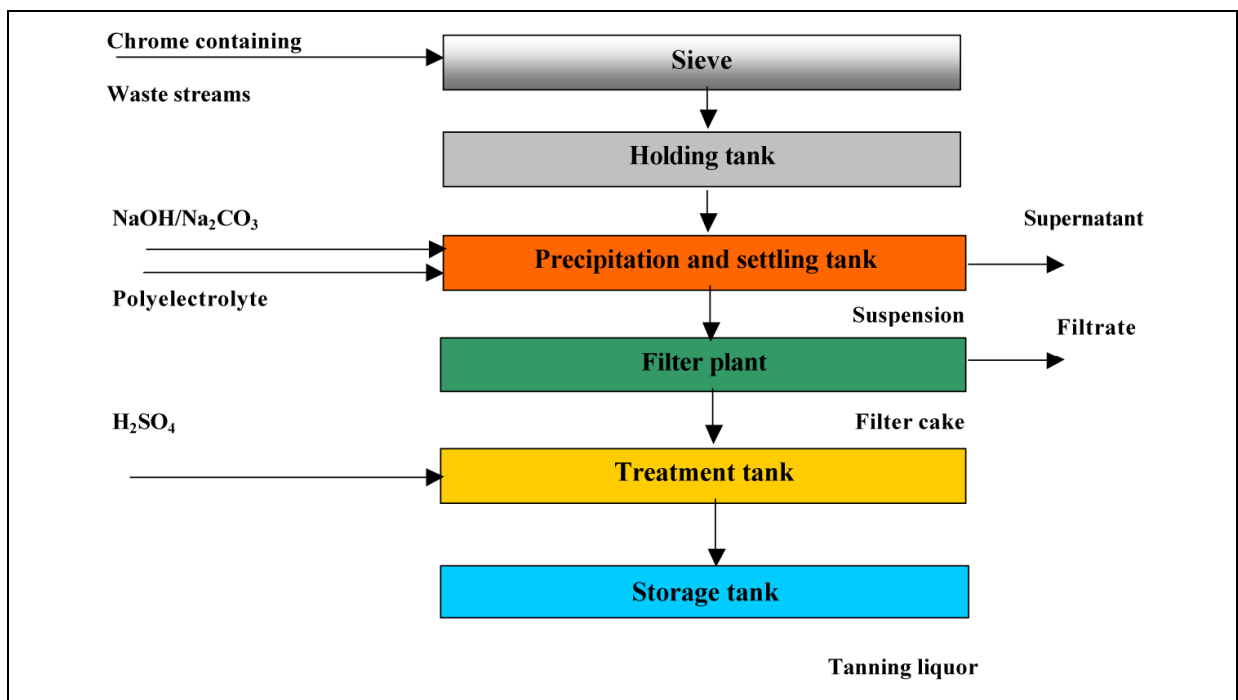 Chrome containing
Sieve
Waste streams
Holding tank
NaOH/Na₂CO₃
Supernatant
Precipitation and settling tank
Polyelectrolyte
Suspension
Filtrate
Filter plant
H₂SO₄
Filter cake
Treatment tank
Storage tank
Tanning liquor